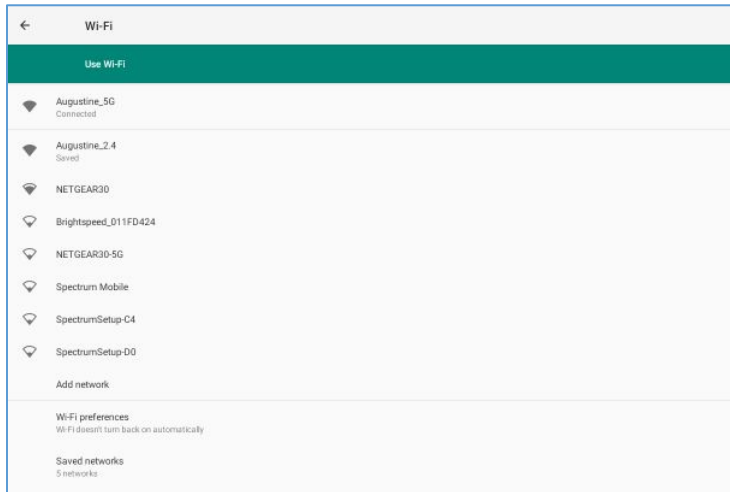 Wi-Fi
Use Wi-Fi
Augustine_5G
Connected
Augustine_2.4
Saved
NETGEAR30
Brightspeed_011FD424
NETGEAR30-5G
Spectrum Mobile
SpectrumSetup-C4
SpectrumSetup-D0
Add network
Wi-Fi preferences
Wi-Fi doesn't turn back on automatically
Saved networks
5 networks